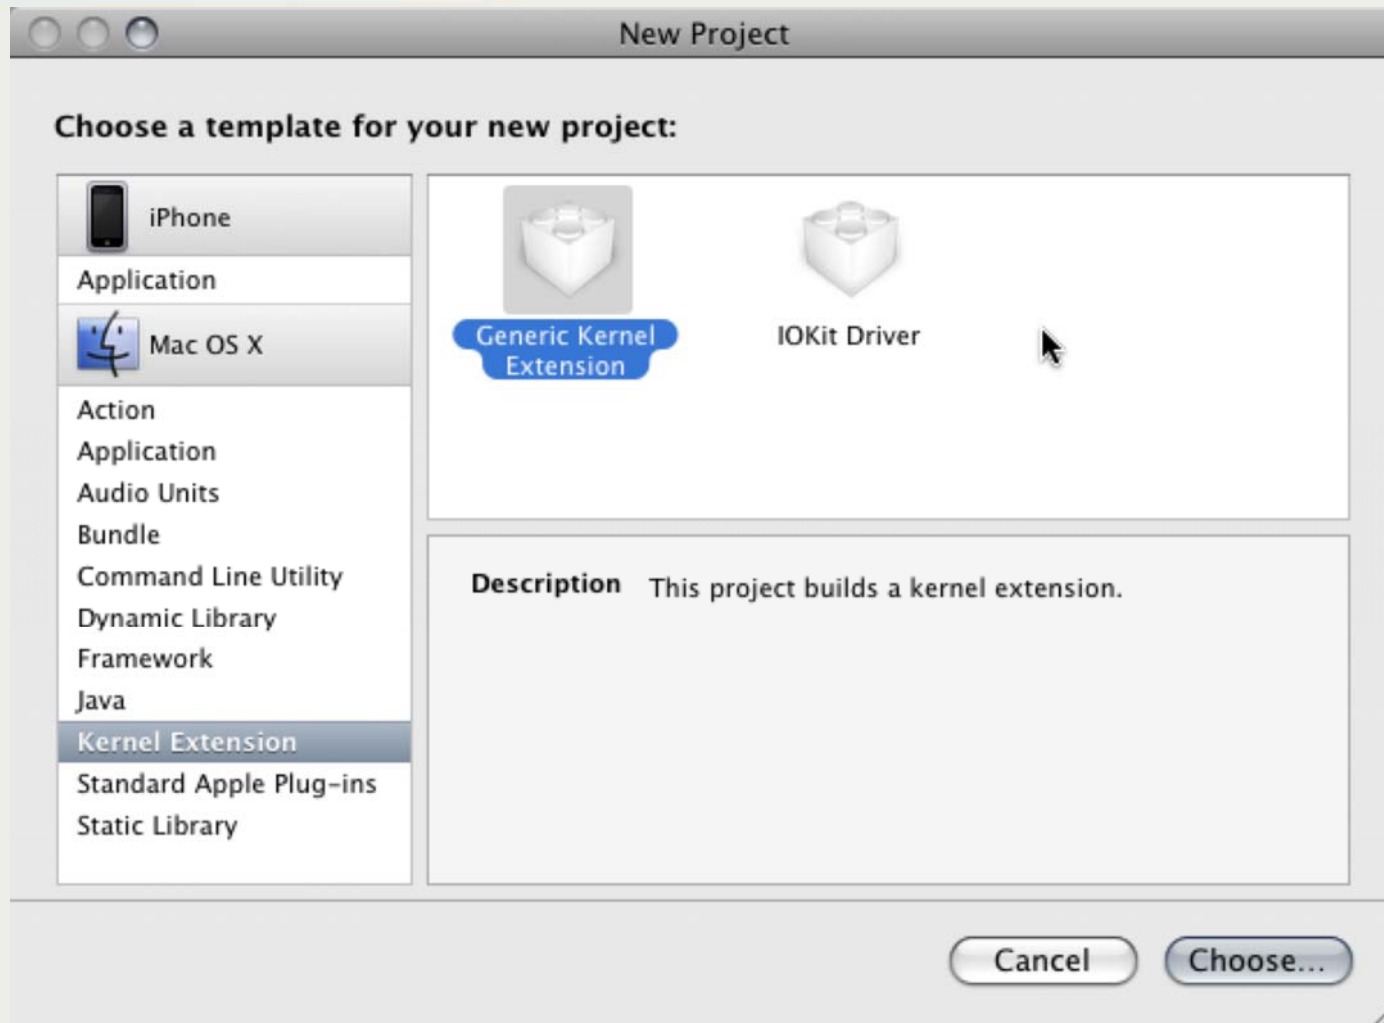 New Project
Choose a template for your new project:
iPhone
Application
Mac OS X
Action
Application
Audio Units
Bundle
Command Line Utility
Dynamic Library
Framework
Java
Kernel Extension
Standard Apple Plug-ins
Static Library
Generic Kernel
Extension
IOKit Driver
Description This project builds a kernel extension.
Cancel
Choose...